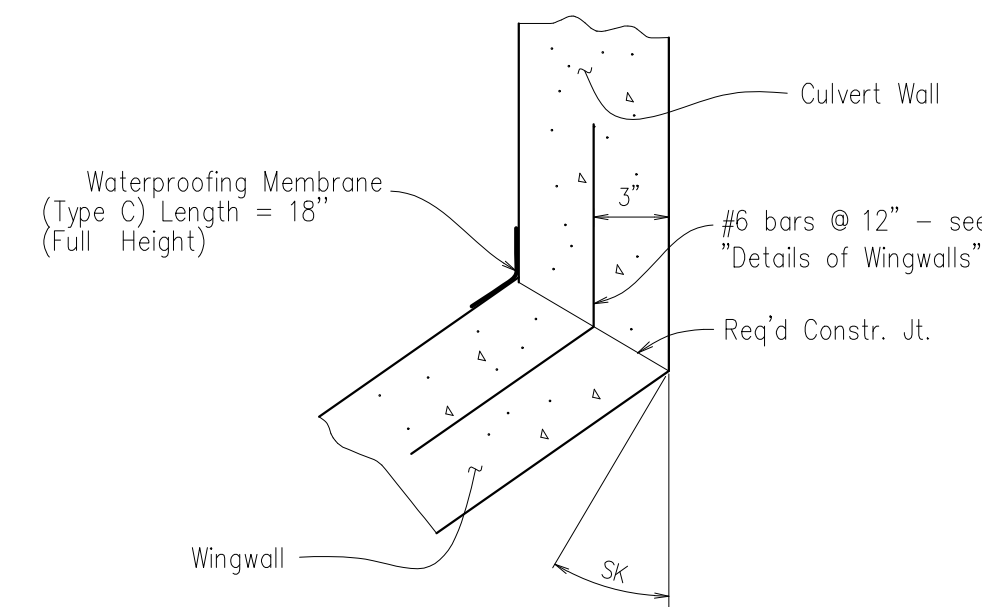 Culvert Wall
Waterproofing Membrane
(Type C) Length = 18"
(Full Height)
3"
#6 bars @ 12" - see
"Details of Wingwalls"
Req'd Constr. Jt.
Wingwall
SK